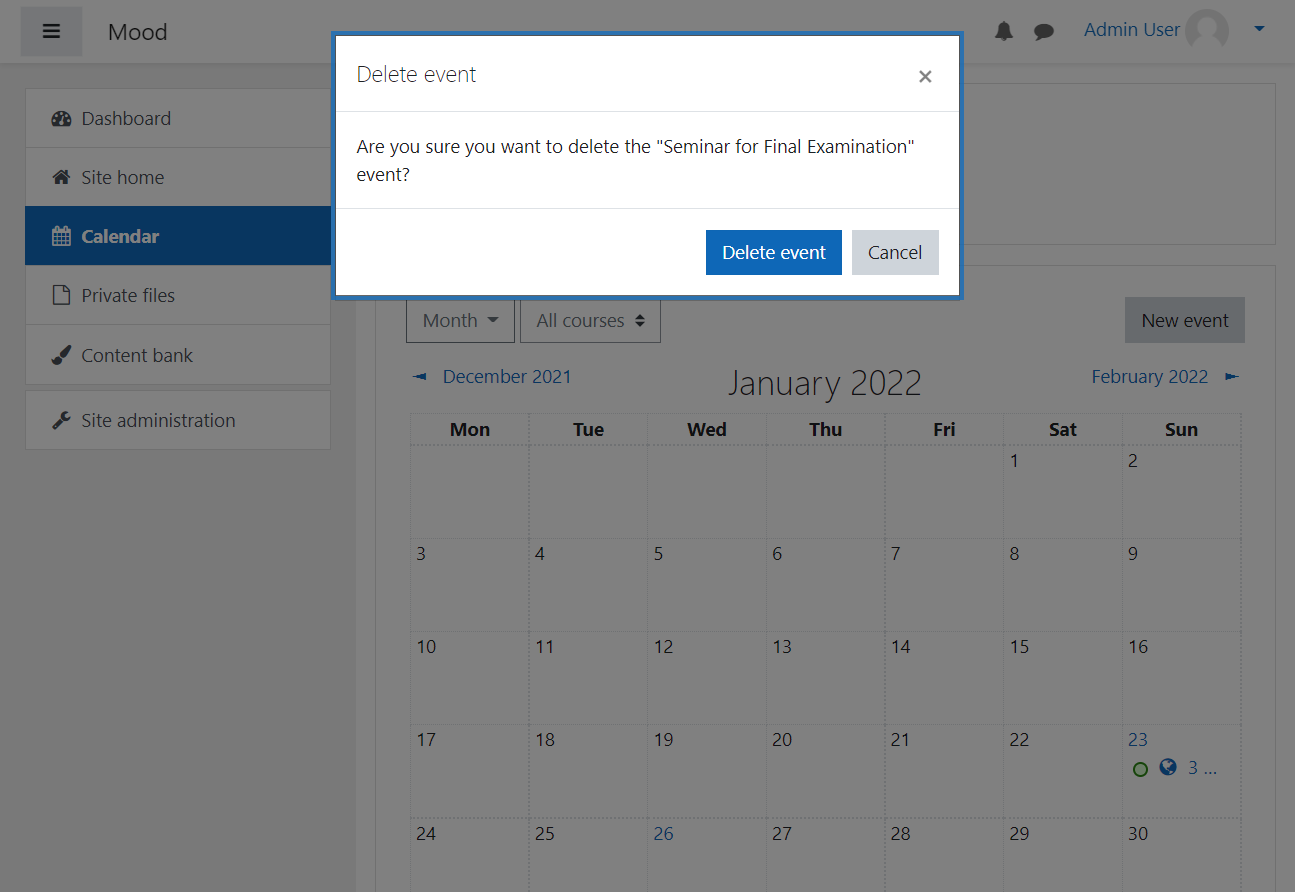 Mood
Admin User
Delete event
×
Are you sure you want to delete the "Seminar for Final Examination"
event?
Delete event
Cancel
Dashboard
Site home
Calendar
Private files
Content bank
Site administration
Month
All courses
New event
◄ December 2021
January 2022
February 2022 ►
Mon Tue Wed Thu Fri Sat Sun
1 2
3 4 5 6 7 8 9
10 11 12 13 14 15 16
17 18 19 20 21 22 23
3 ...
24 25 26 27 28 29 30